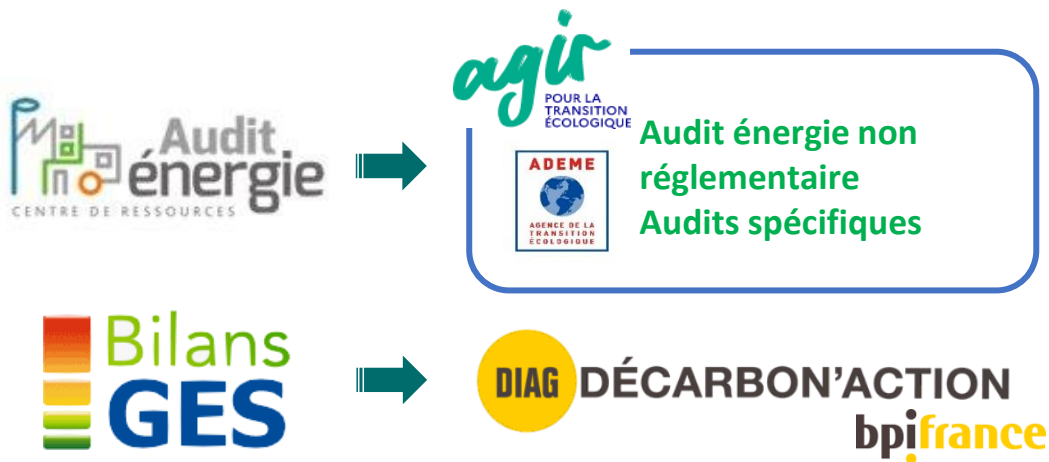 Audit
énergie
CENTRE DE RESSOURCES
agir
POUR LA
TRANSITION
ÉCOLOGIQUE
ADEME
AGENCE DE LA
TRANSITION
ÉCOLOGIQUE
Audit énergie non
réglementaire
Audits spécifiques
Bilans
GES
DIAG DÉCARBON'ACTION
bpifrance